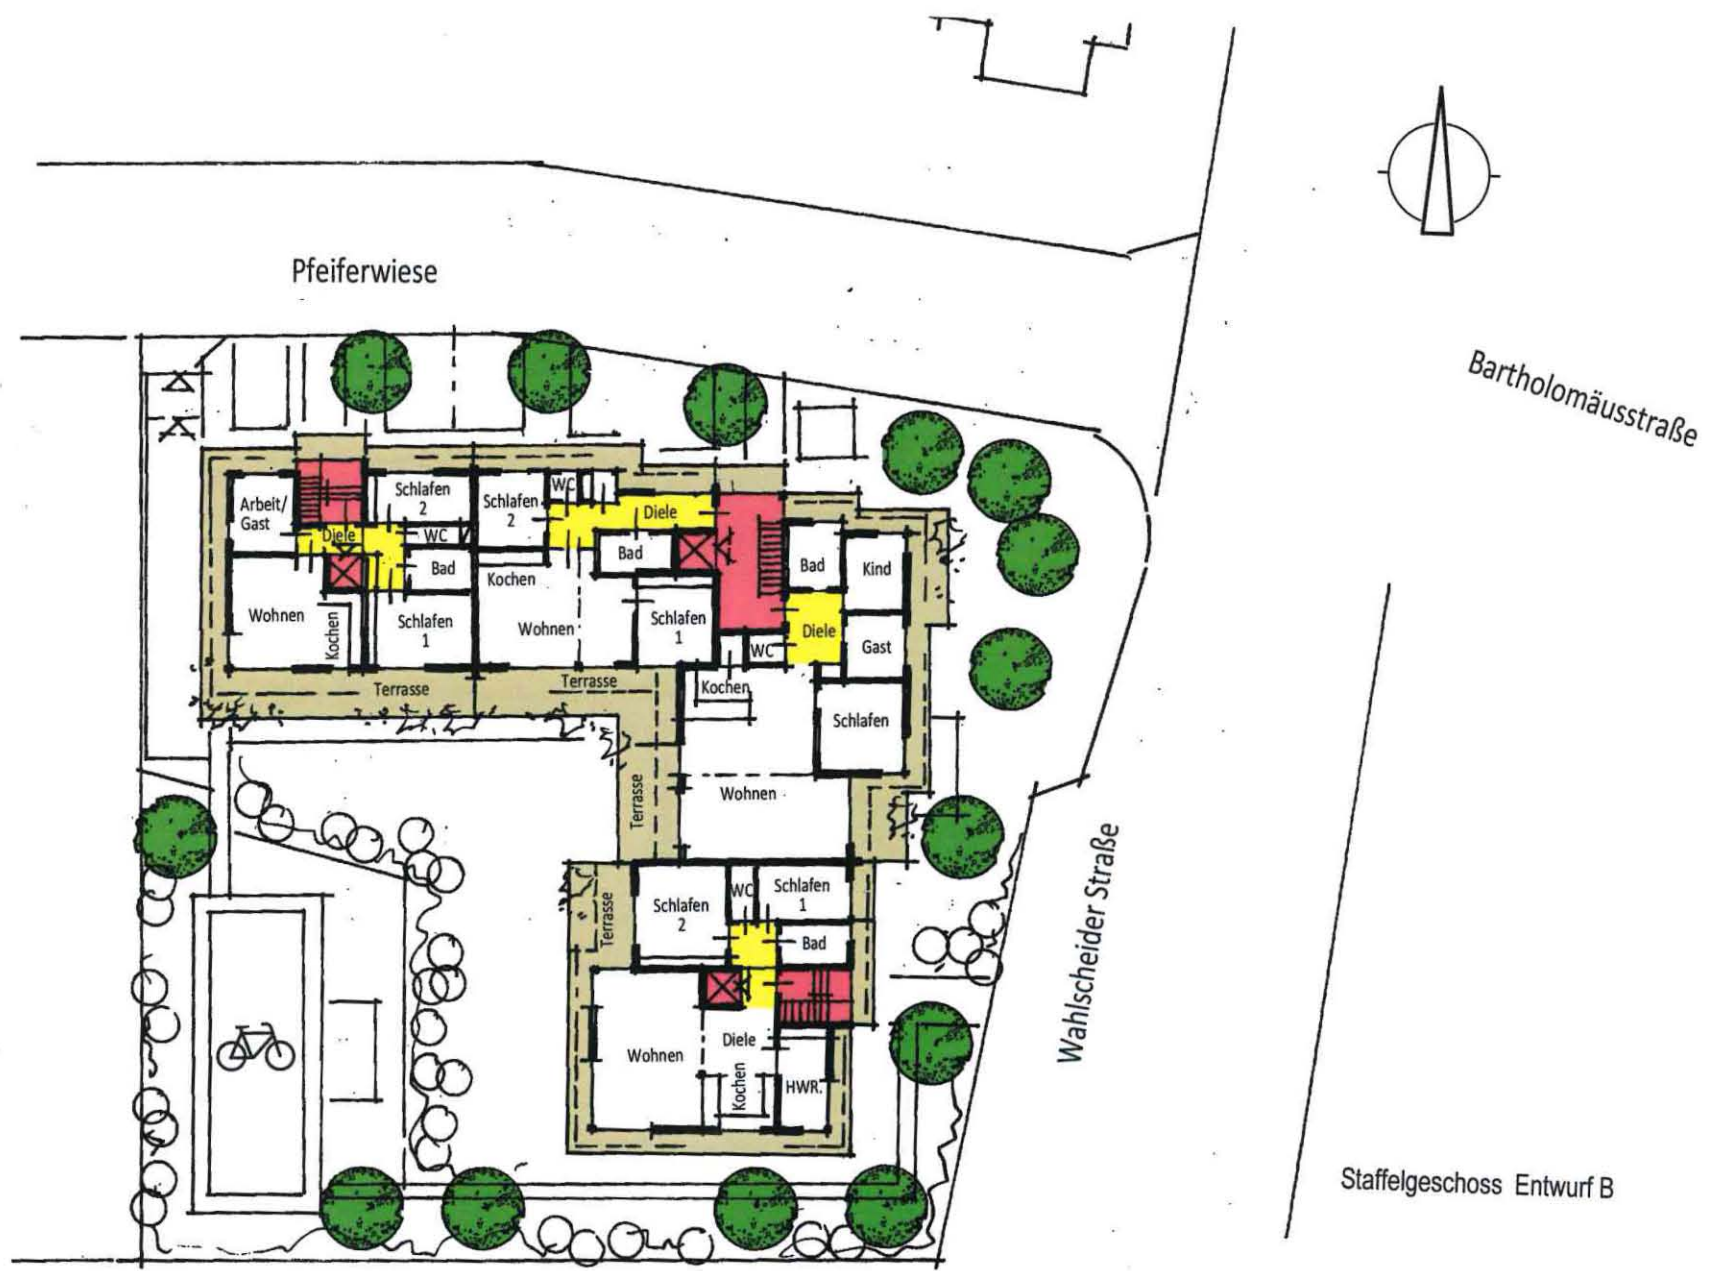 Pfeiferwiese
Bartholomäusstraße
Wahlscheider Straße
Arbeit/
Gast
Diele
Schlafen
2
WC
Bad
Wohnen
Kochen
Schlafen
1
Terrasse
Schlafen
2
WC
Diele
Bad
Kochen
Wohnen
Schlafen
1
Terrasse
Bad
Kind
Diele
Gast
WC
Kochen
Schlafen
Wohnen
Terrasse
Terrasse
Schlafen
2
WC
Schlafen
1
Bad
Wohnen
Diele
Kochen
HWR.
Staffelgeschoss Entwurf B